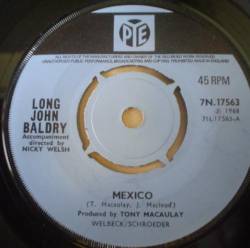 PYE
ALL RIGHTS OF THE MANUFACTURER AND OF THE OWNER OF THE RECORDED WORK RESERVED
UNAUTHORISED PUBLIC PERFORMANCE, BROADCASTING AND COPYING OF THIS RECORD PROHIBITED
MADE IN ENGLAND
45 RPM
LONG
JOHN
BALDRY
Accompaniment
directed by
NICKY WELSH
7N.17563
℗ 1968
7N.17563-A
MEXICO
(T. Macaulay, J. Macleod)
Produced by TONY MACAULAY
WELBECK/SCHROEDER